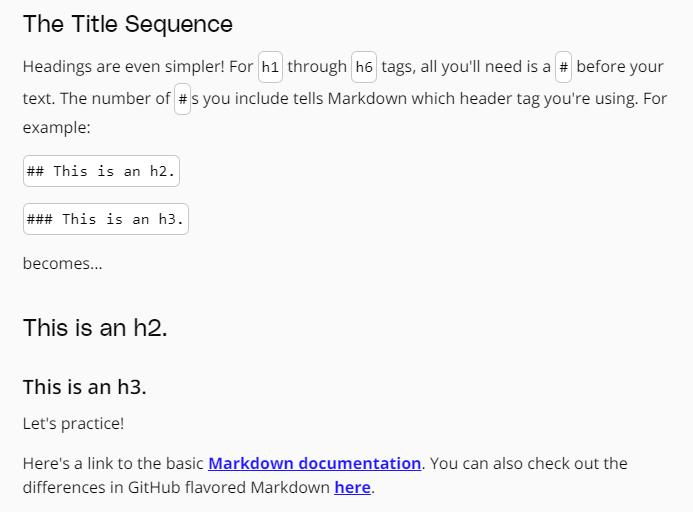 The Title Sequence
Headings are even simpler! For h1 through h6 tags, all you'll need is a # before your
text. The number of #s you include tells Markdown which header tag you're using. For
example:
## This is an h2.
### This is an h3.
becomes...
This is an h2.
This is an h3.
Let's practice!
Here's a link to the basic Markdown documentation. You can also check out the
differences in GitHub flavored Markdown here.